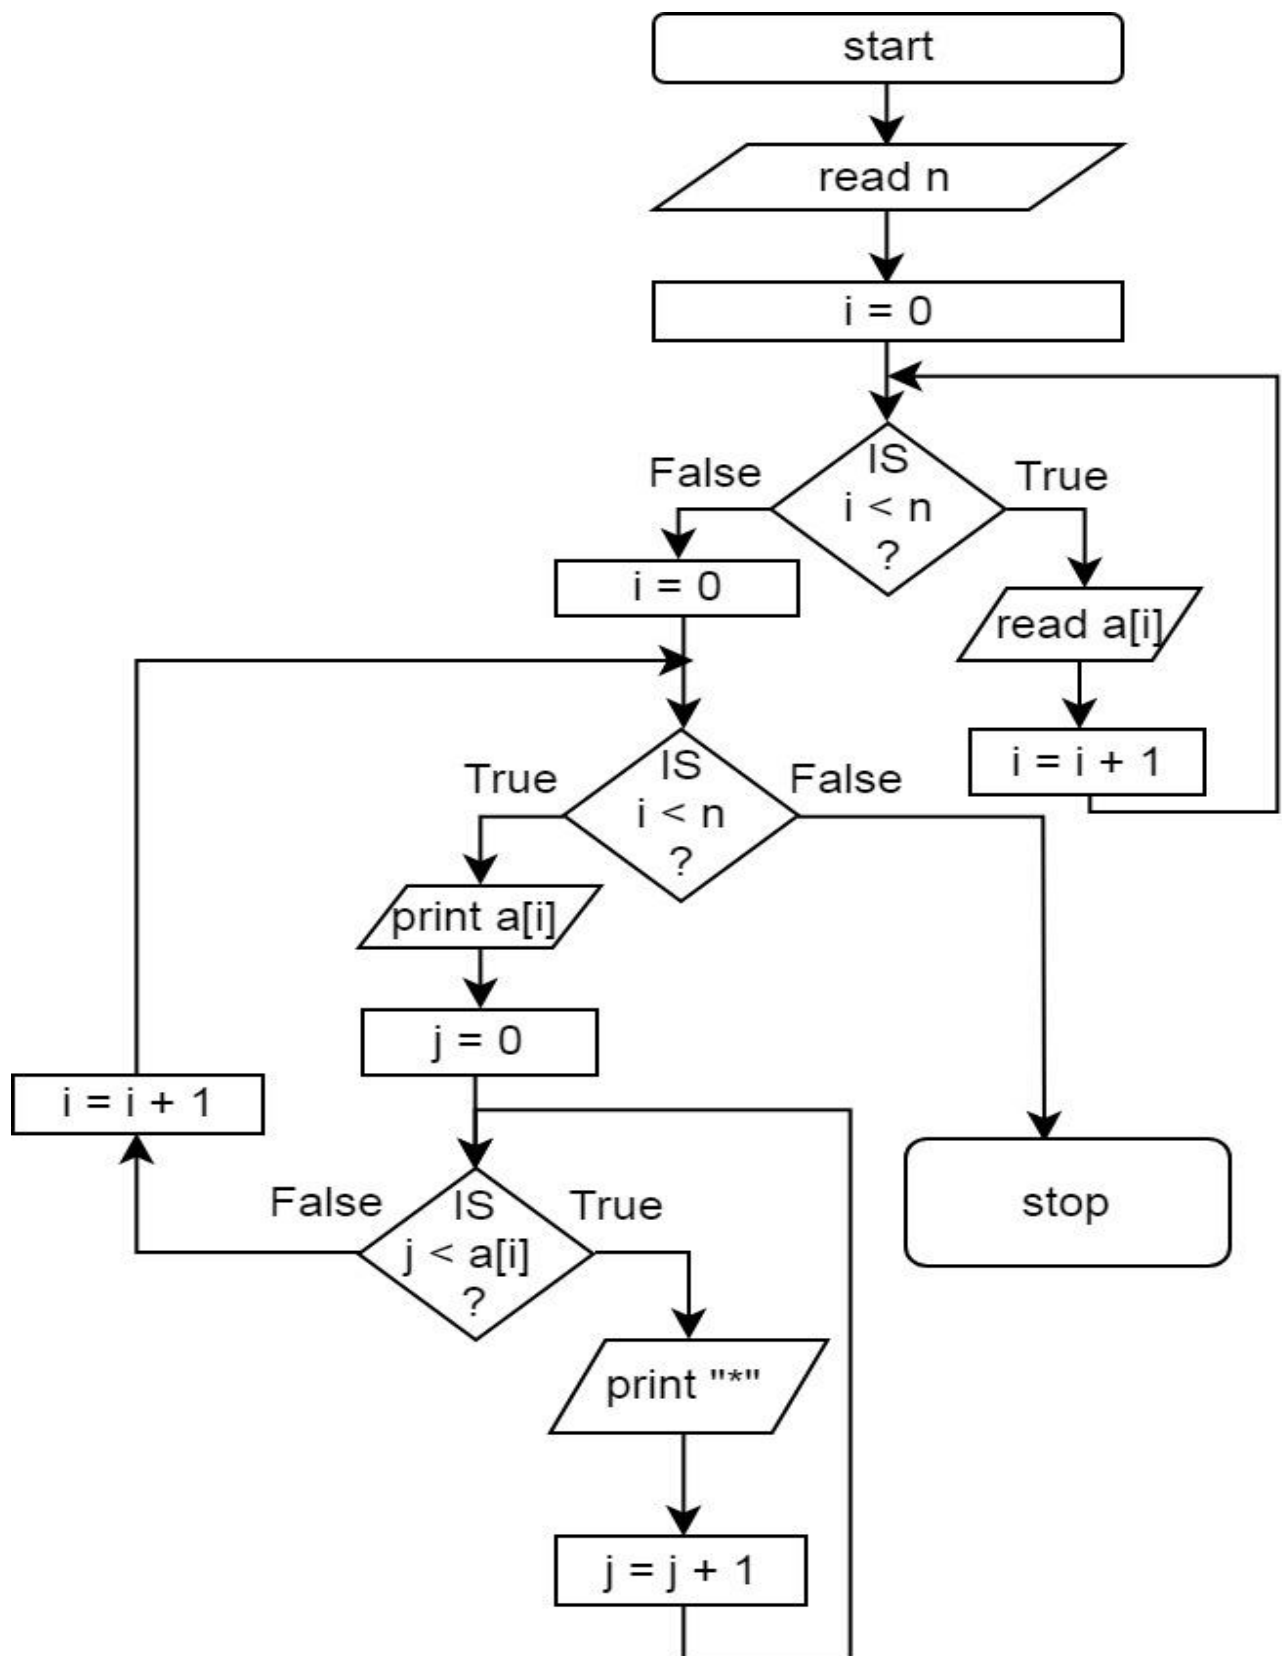 start
read n
i = 0
IS
i < n
?
False
True
i = 0
read a[i]
i = i + 1
IS
i < n
?
True
False
print a[i]
j = 0
i = i + 1
IS
j < a[i]
?
False
True
stop
print "*"
j = j + 1